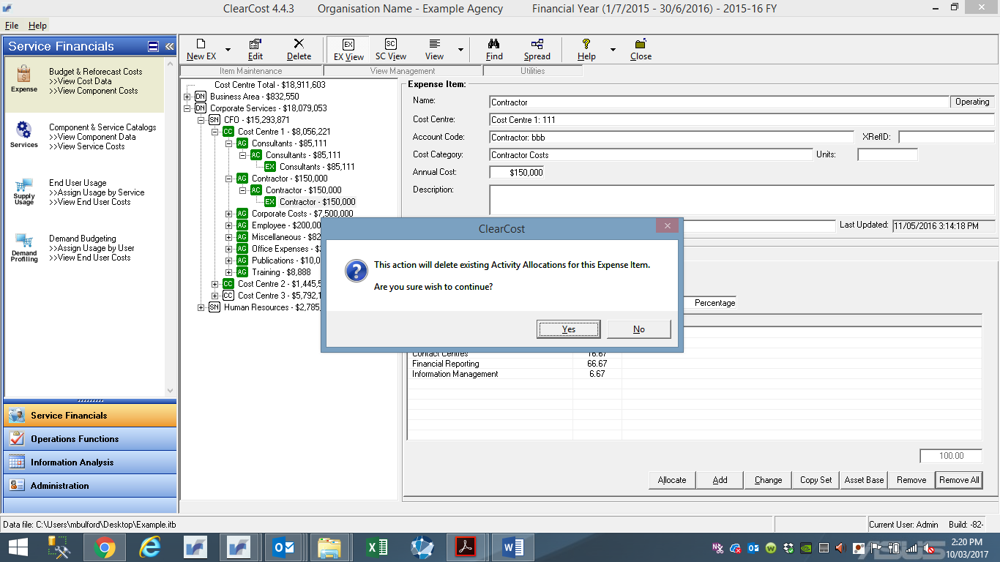 ClearCost 4.4.3 Organisation Name - Example Agency Financial Year (1/7/2015 - 30/6/2016) - 2015-16 FY
File Help
Service Financials
Expense
Budget & Reforecast Costs
>>View Cost Data
>>View Component Costs
Services
Component & Service Catalogs
>>View Component Data
>>View Service Costs
Supply Usage
End User Usage
>>Assign Usage by Service
>>View End User Costs
Demand Profiling
Demand Budgeting
>>Assign Usage by User
>>View End User Costs
Service Financials
Operations Functions
Information Analysis
Administration
New EX Edit Delete EX View SC View View Find Spread Help Close
Item Maintenance View Management Utilities
Cost Centre Total - $18,911,603
DN Business Area - $832,550
DN Corporate Services - $18,079,053
SN CFO - $15,293,871
CC Cost Centre 1 - $8,056,221
AG Consultants - $85,111
AC Consultants - $85,111
EX Consultants - $85,111
AG Contractor - $150,000
AC Contractor - $150,000
EX Contractor - $150,000
AG Corporate Costs - $7,500,000
AG Employee - $200,00
AG Miscellaneous - $82
AG Office Expenses - $
AG Publications - $10,0
AG Training - $8,888
CC Cost Centre 2 - $1,445,5
CC Cost Centre 3 - $5,792,1
SN Human Resources - $2,785,
Expense Item:
Name: Contractor Operating
Cost Centre: Cost Centre 1: 111
Account Code: Contractor: bbb XRefID:
Cost Category: Contractor Costs Units:
Annual Cost: $150,000
Description:
Last Updated: 11/05/2016 3:14:18 PM
ClearCost
This action will delete existing Activity Allocations for this Expense Item.
Are you sure wish to continue?
Yes No
Percentage
Contact Centres 16.67
Financial Reporting 66.67
Information Management 6.67
100.00
Allocate Add Change Copy Set Asset Base Remove Remove All
Data file: C:\Users\mbulford\Desktop\Example.itb Current User: Admin Build: -82-
2:20 PM
10/03/2017
ASUS